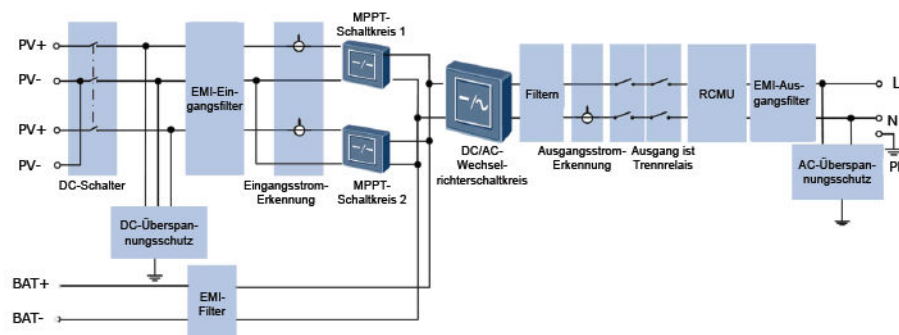 MPPT-
Schaltkreis 1
PV+
PV-
PV+
PV-
DC-Schalter
EMI-Ein-
gangsfilter
Eingangsstrom-
Erkennung
MPPT-
Schaltkreis 2
DC/AC-
Wechsel-
richterschaltkreis
Filtern
Ausgangsstrom-
Erkennung
Ausgang ist
Trennrelais
RCMU
EMI-Aus-
gangsfilter
L
N
AC-Überspan-
nungsschutz
DC-Überspan-
nungsschutz
BAT+
BAT-
EMI-
Filter